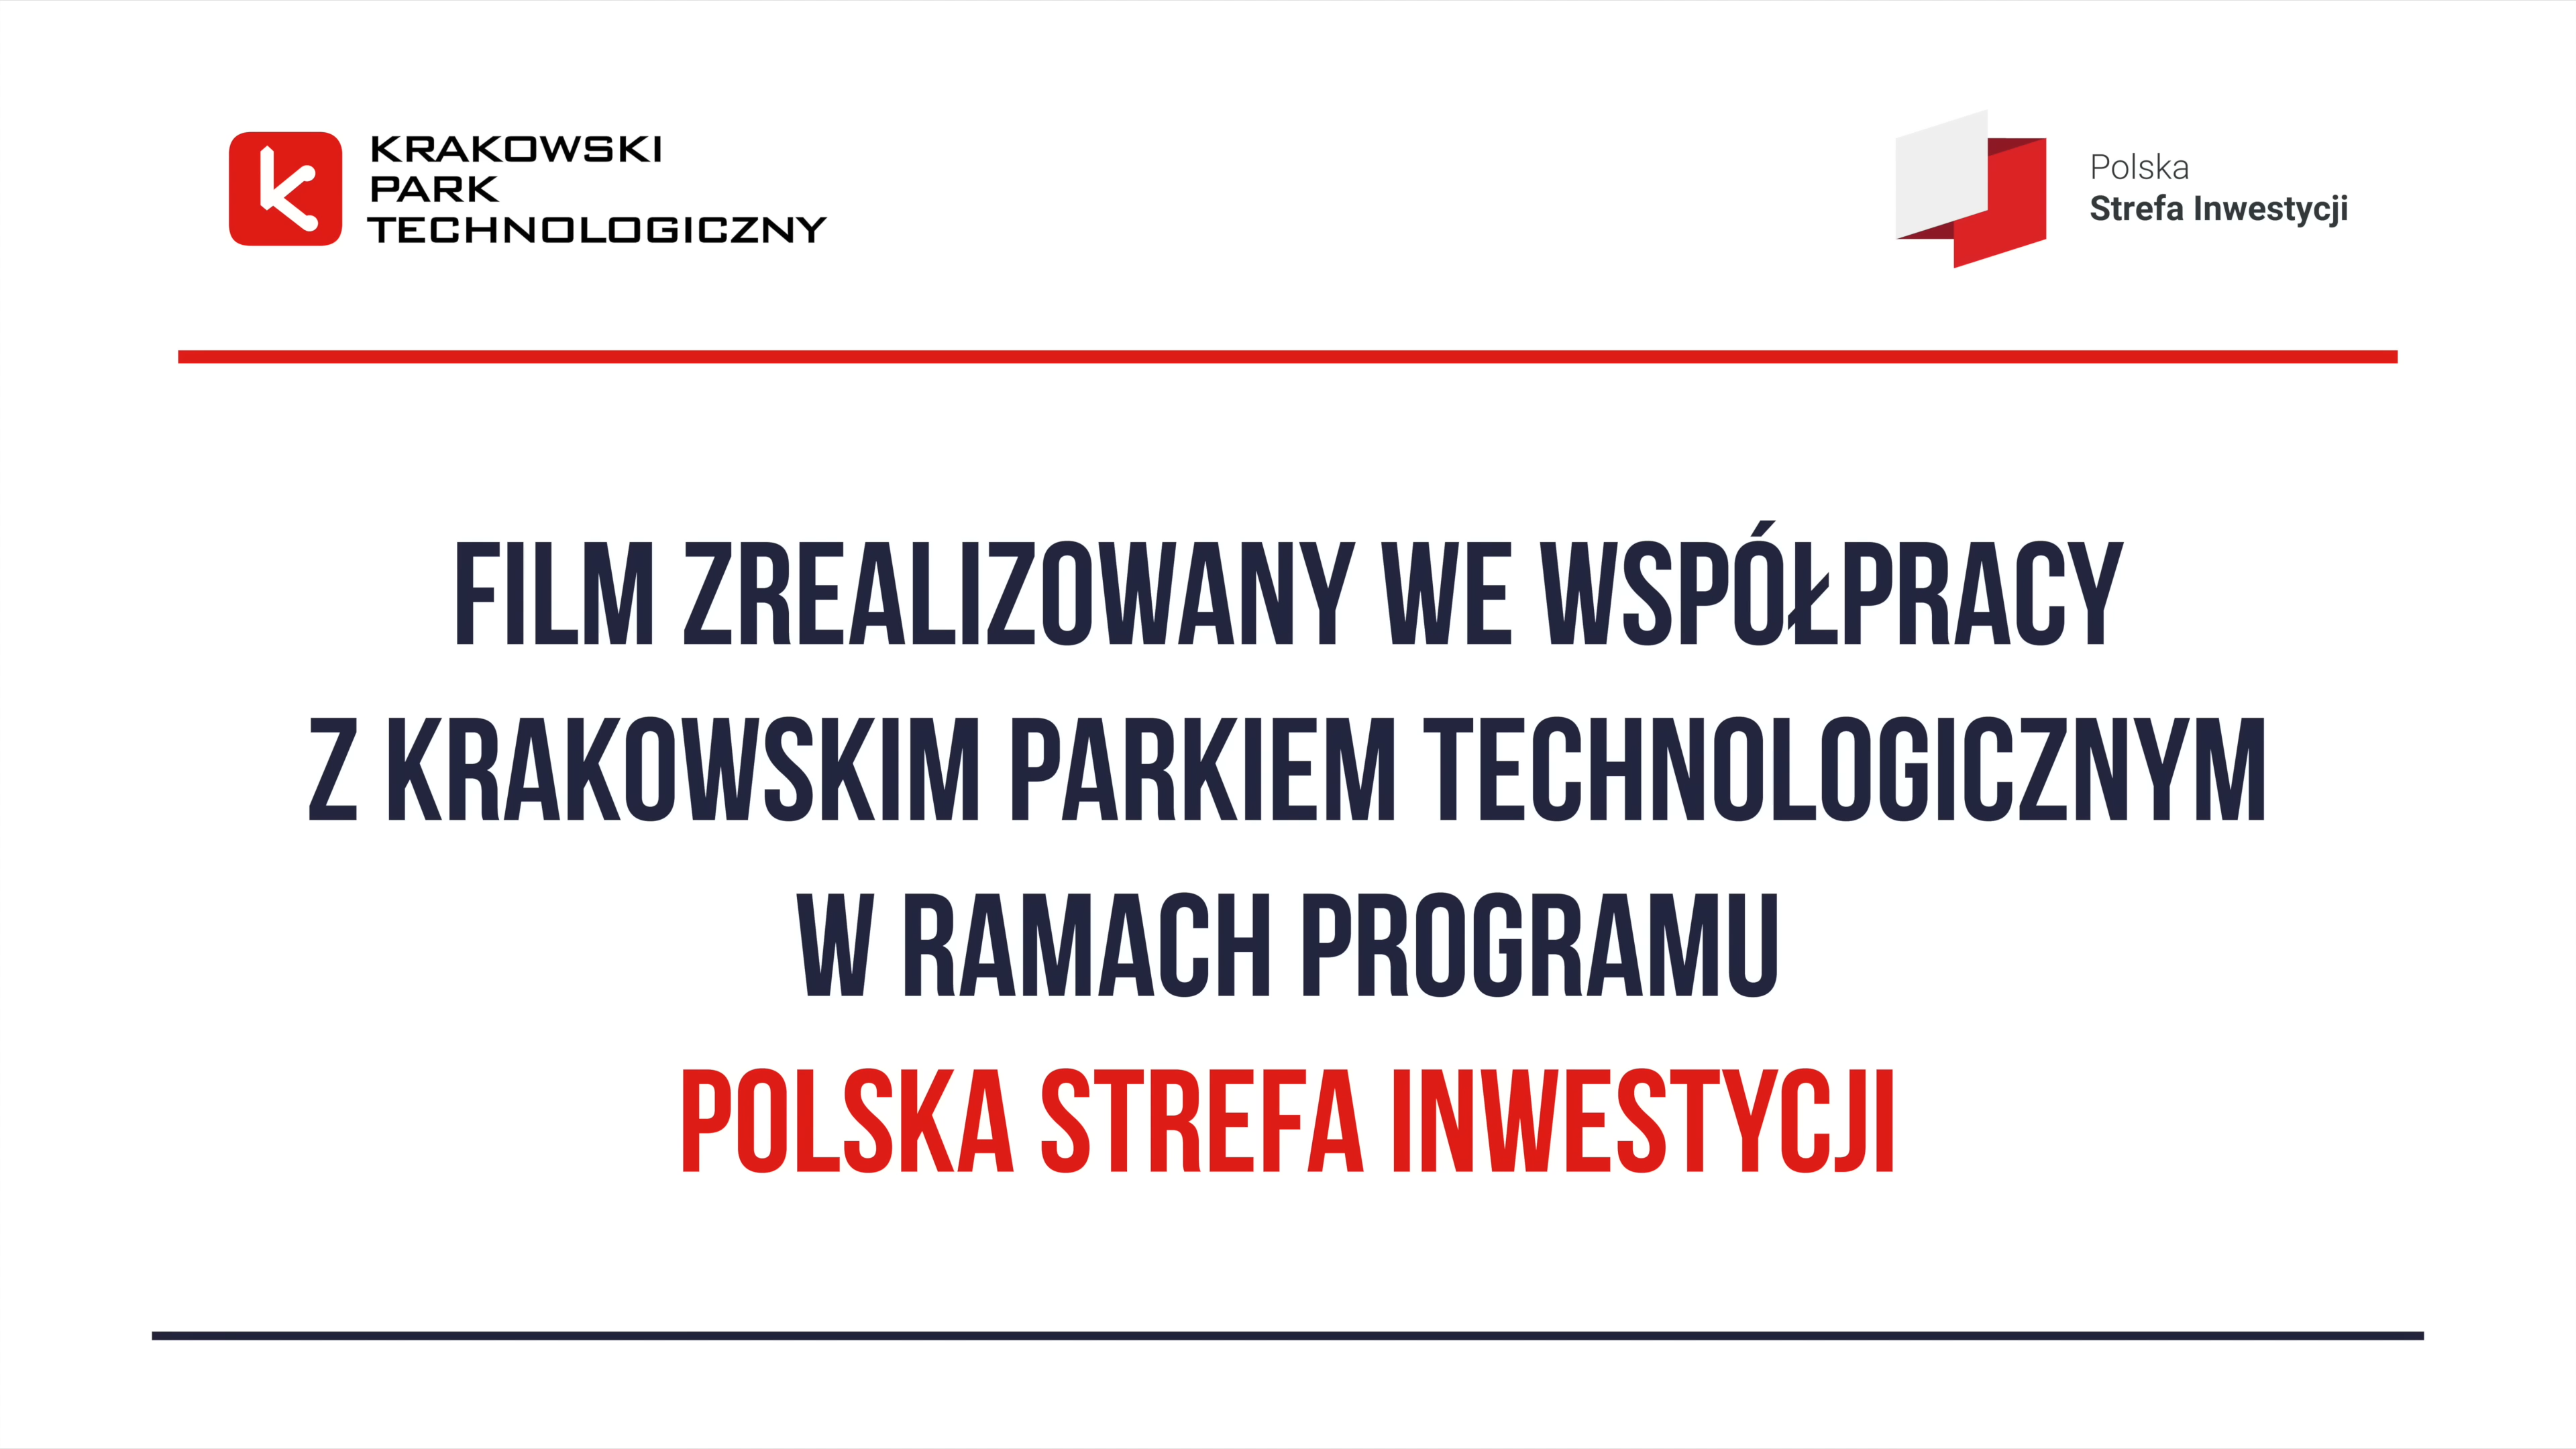 KRAKOWSKI
PARK
TECHNOLOGICZNY
Polska
Strefa Inwestycji
FILM ZREALIZOWANY WE WSPÓŁPRACY
Z KRAKOWSKIM PARKIEM TECHNOLOGICZNYM
W RAMACH PROGRAMU
POLSKA STREFA INWESTYCJI